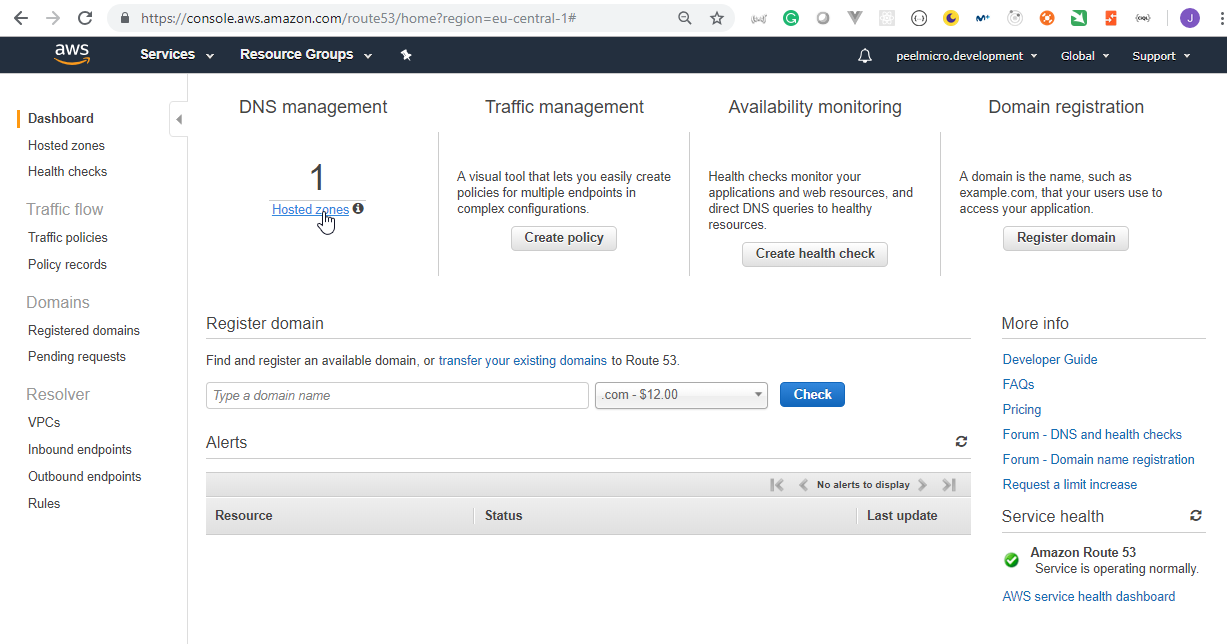 https://console.aws.amazon.com/route53/home?region=eu-central-1#
J
aws
Services
Resource Groups
peelmicro.development
Global
Support
Dashboard
Hosted zones
Health checks
Traffic flow
Traffic policies
Policy records
Domains
Registered domains
Pending requests
Resolver
VPCs
Inbound endpoints
Outbound endpoints
Rules
DNS management
1
Hosted zones
Traffic management
A visual tool that lets you easily create
policies for multiple endpoints in
complex configurations.
Create policy
Availability monitoring
Health checks monitor your
applications and web resources, and
direct DNS queries to healthy
resources.
Create health check
Domain registration
A domain is the name, such as
example.com, that your users use to
access your application.
Register domain
Register domain
Find and register an available domain, or transfer your existing domains to Route 53.
Type a domain name
.com - $12.00
Check
Alerts
No alerts to display
Resource
Status
Last update
More info
Developer Guide
FAQs
Pricing
Forum - DNS and health checks
Forum - Domain name registration
Request a limit increase
Service health
Amazon Route 53
Service is operating normally.
AWS service health dashboard